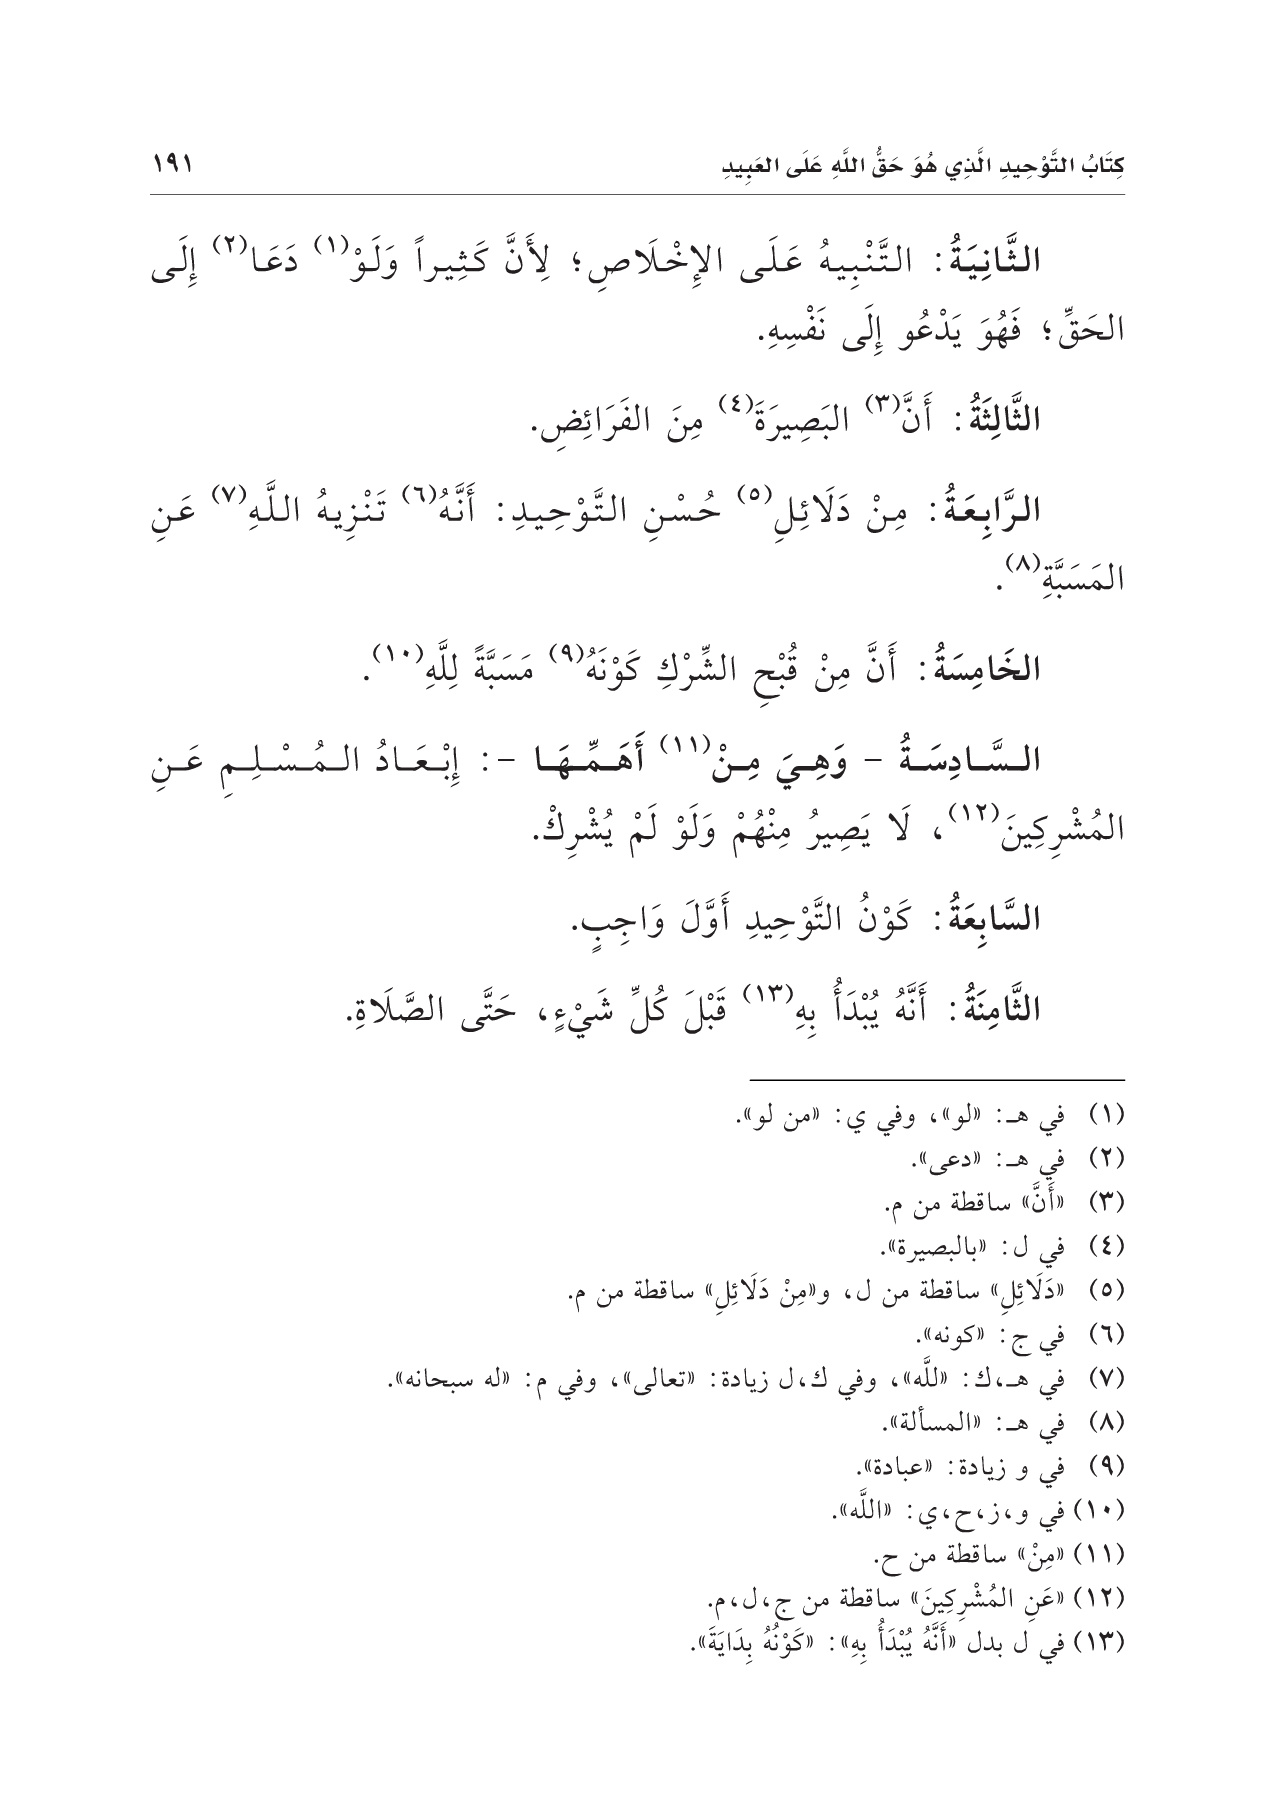 كِتَابُ التَّوْحِيدِ الَّذِي هُوَ حَقُّ اللَّهِ عَلَى العَبِيدِ ١٩١
الثَّانِيَةُ: التَّنْبِيهُ عَلَى الإِخْلَاصِ؛ لِأَنَّ كَثِيراً وَلَوْ(١) دَعَا(٢) إِلَى
الحَقِّ؛ فَهُوَ يَدْعُو إِلَى نَفْسِهِ.
الثَّالِثَةُ: أَنَّ(٣) البَصِيرَةَ(٤) مِنَ الفَرَائِضِ.
الرَّابِعَةُ: مِنْ دَلَائِلِ(٥) حُسْنِ التَّوْحِيدِ: أَنَّهُ(٦) تَنْزِيهُ اللَّهِ(٧) عَنِ
المَسَبَّةِ(٨).
الخَامِسَةُ: أَنَّ مِنْ قُبْحِ الشِّرْكِ كَوْنَهُ(٩) مَسَبَّةً لِلَّهِ(١٠).
السَّادِسَةُ - وَهِيَ مِنْ(١١) أَهَمِّهَا -: إِبْعَادُ المُسْلِمِ عَنِ
المُشْرِكِينَ(١٢)، لَا يَصِيرُ مِنْهُمْ وَلَوْ لَمْ يُشْرِكْ.
السَّابِعَةُ: كَوْنُ التَّوْحِيدِ أَوَّلَ وَاجِبٍ.
الثَّامِنَةُ: أَنَّهُ يُبْدَأُ بِهِ(١٣) قَبْلَ كُلِّ شَيْءٍ، حَتَّى الصَّلَاةِ.
(١) في هـ: «لو»، وفي ي: «من لو».
(٢) في هـ: «دعى».
(٣) «أَنَّ» ساقطة من م.
(٤) في ل: «بالبصيرة».
(٥) «دَلَائِلِ» ساقطة من ل، و«مِنْ دَلَائِلِ» ساقطة من م.
(٦) في ج: «كونه».
(٧) في هـ،ك: «للَّه»، وفي ك،ل زيادة: «تعالى»، وفي م: «له سبحانه».
(٨) في هـ: «المسألة».
(٩) في و زيادة: «عبادة».
(١٠) في و،ز،ح،ي: «اللَّه».
(١١) «مِنْ» ساقطة من ح.
(١٢) «عَنِ المُشْرِكِينَ» ساقطة من ج،ل،م.
(١٣) في ل بدل «أَنَّهُ يُبْدَأُ بِهِ»: «كَوْنُهُ بِدَايَةَ».